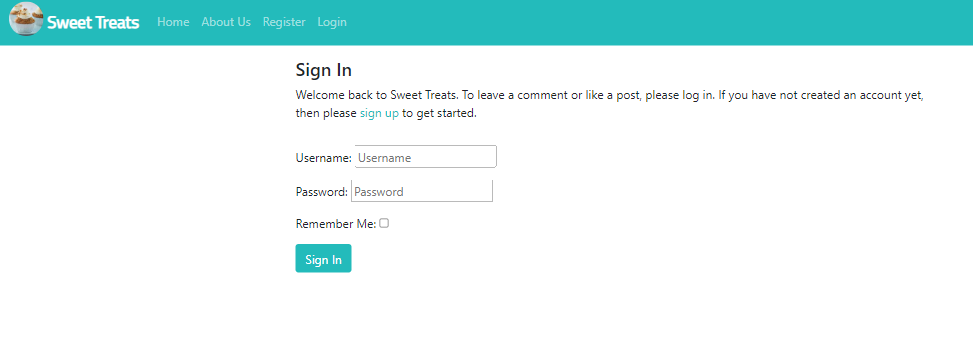 Sweet Treats Home About Us Register Login
Sign In
Welcome back to Sweet Treats. To leave a comment or like a post, please log in. If you have not created an account yet,
then please sign up to get started.
Username: Username
Password: Password
Remember Me:
Sign In